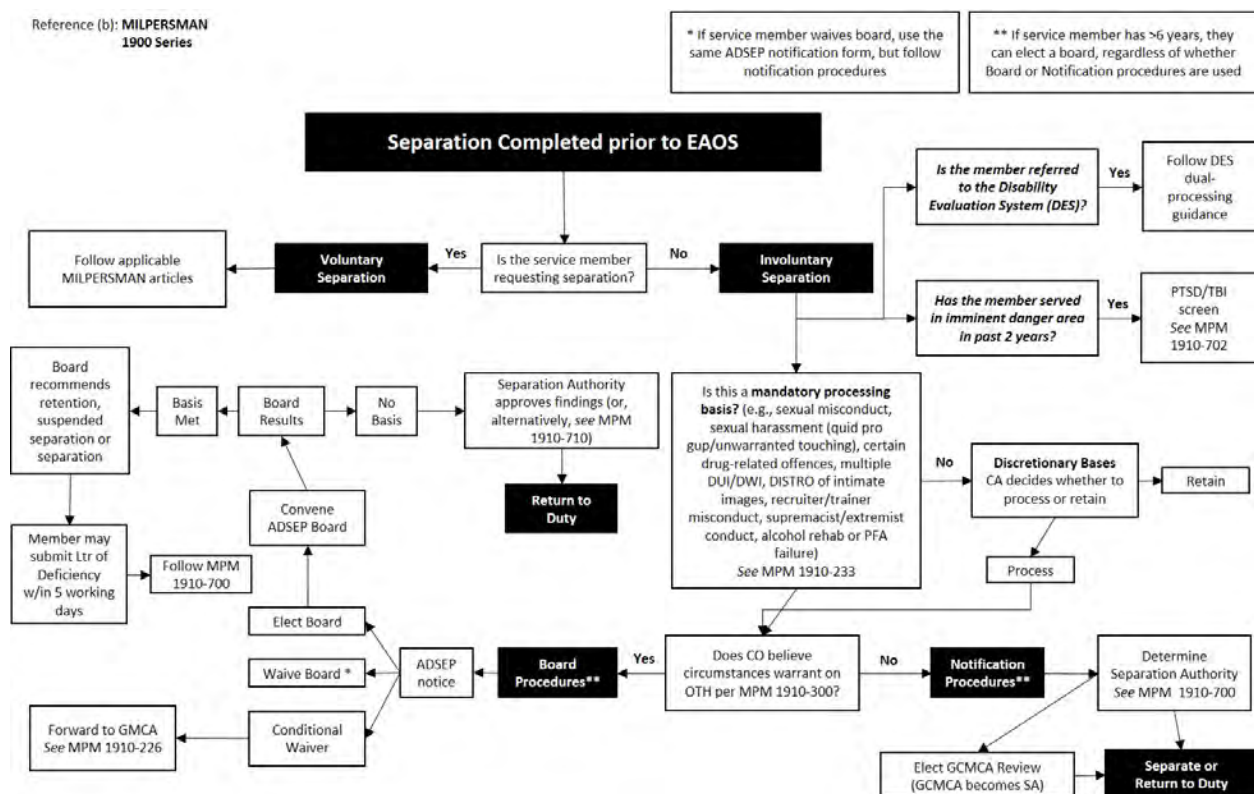 Reference (b): MILPERSMAN
1900 Series
* If service member waives board, use the
same ADSEP notification form, but follow
notification procedures
** If service member has >6 years, they
can elect a board, regardless of whether
Board or Notification procedures are used
Separation Completed prior to EAOS
Is the member referred
to the Disability
Evaluation System (DES)?
Yes
Follow DES
dual-
processing
guidance
Follow applicable
MILPERSMAN articles
Voluntary
Separation
Yes
Is the service member
requesting separation?
No
Involuntary
Separation
Has the member served
in imminent danger area
in past 2 years?
Yes
PTSD/TBI
screen
See MPM
1910-702
Board
recommends
retention,
suspended
separation or
separation
Basis
Met
Board
Results
No
Basis
Separation Authority
approves findings (or,
alternatively, see MPM
1910-710)
Return to
Duty
Is this a mandatory processing
basis? (e.g., sexual misconduct,
sexual harassment (quid pro
gup/unwarranted touching), certain
drug-related offences, multiple
DUI/DWI, DISTRO of intimate
images, recruiter/trainer
misconduct, supremacist/extremist
conduct, alcohol rehab or PFA
failure)
See MPM 1910-233
No
Discretionary Bases
CA decides whether to
process or retain
Retain
Process
Convene
ADSEP Board
Member may
submit Ltr of
Deficiency
w/in 5 working
days
Follow MPM
1910-700
Elect Board
Waive Board *
Conditional
Waiver
Forward to GMCA
See MPM 1910-226
ADSEP
notice
Board
Procedures**
Yes
Does CO believe
circumstances warrant on
OTH per MPM 1910-300?
No
Notification
Procedures**
Determine
Separation Authority
See MPM 1910-700
Elect GCMCA Review
(GCMCA becomes SA)
Separate or
Return to Duty